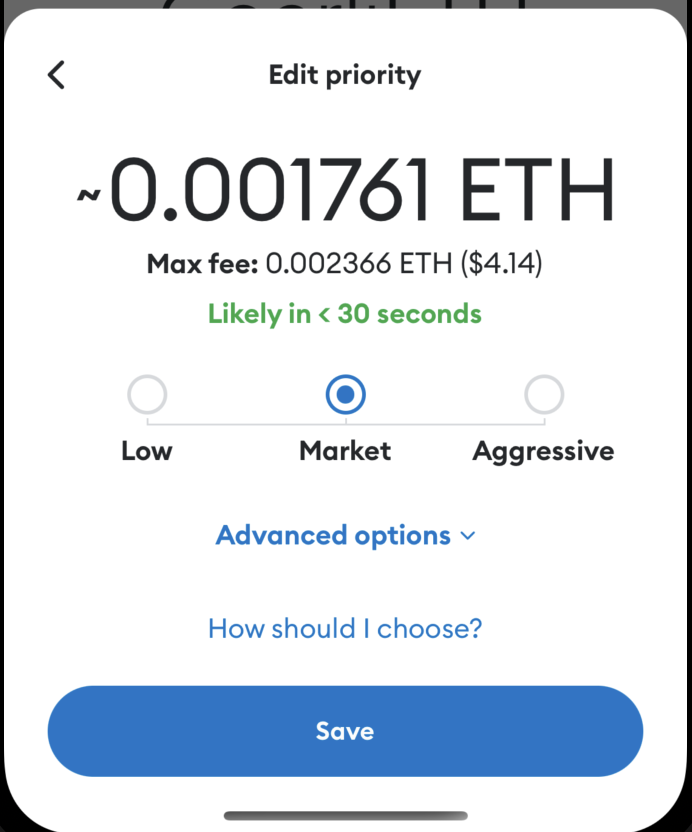 Edit priority
~0.001761 ETH
Max fee: 0.002366 ETH ($4.14)
Likely in < 30 seconds
Low Market Aggressive
Advanced options
How should I choose?
Save